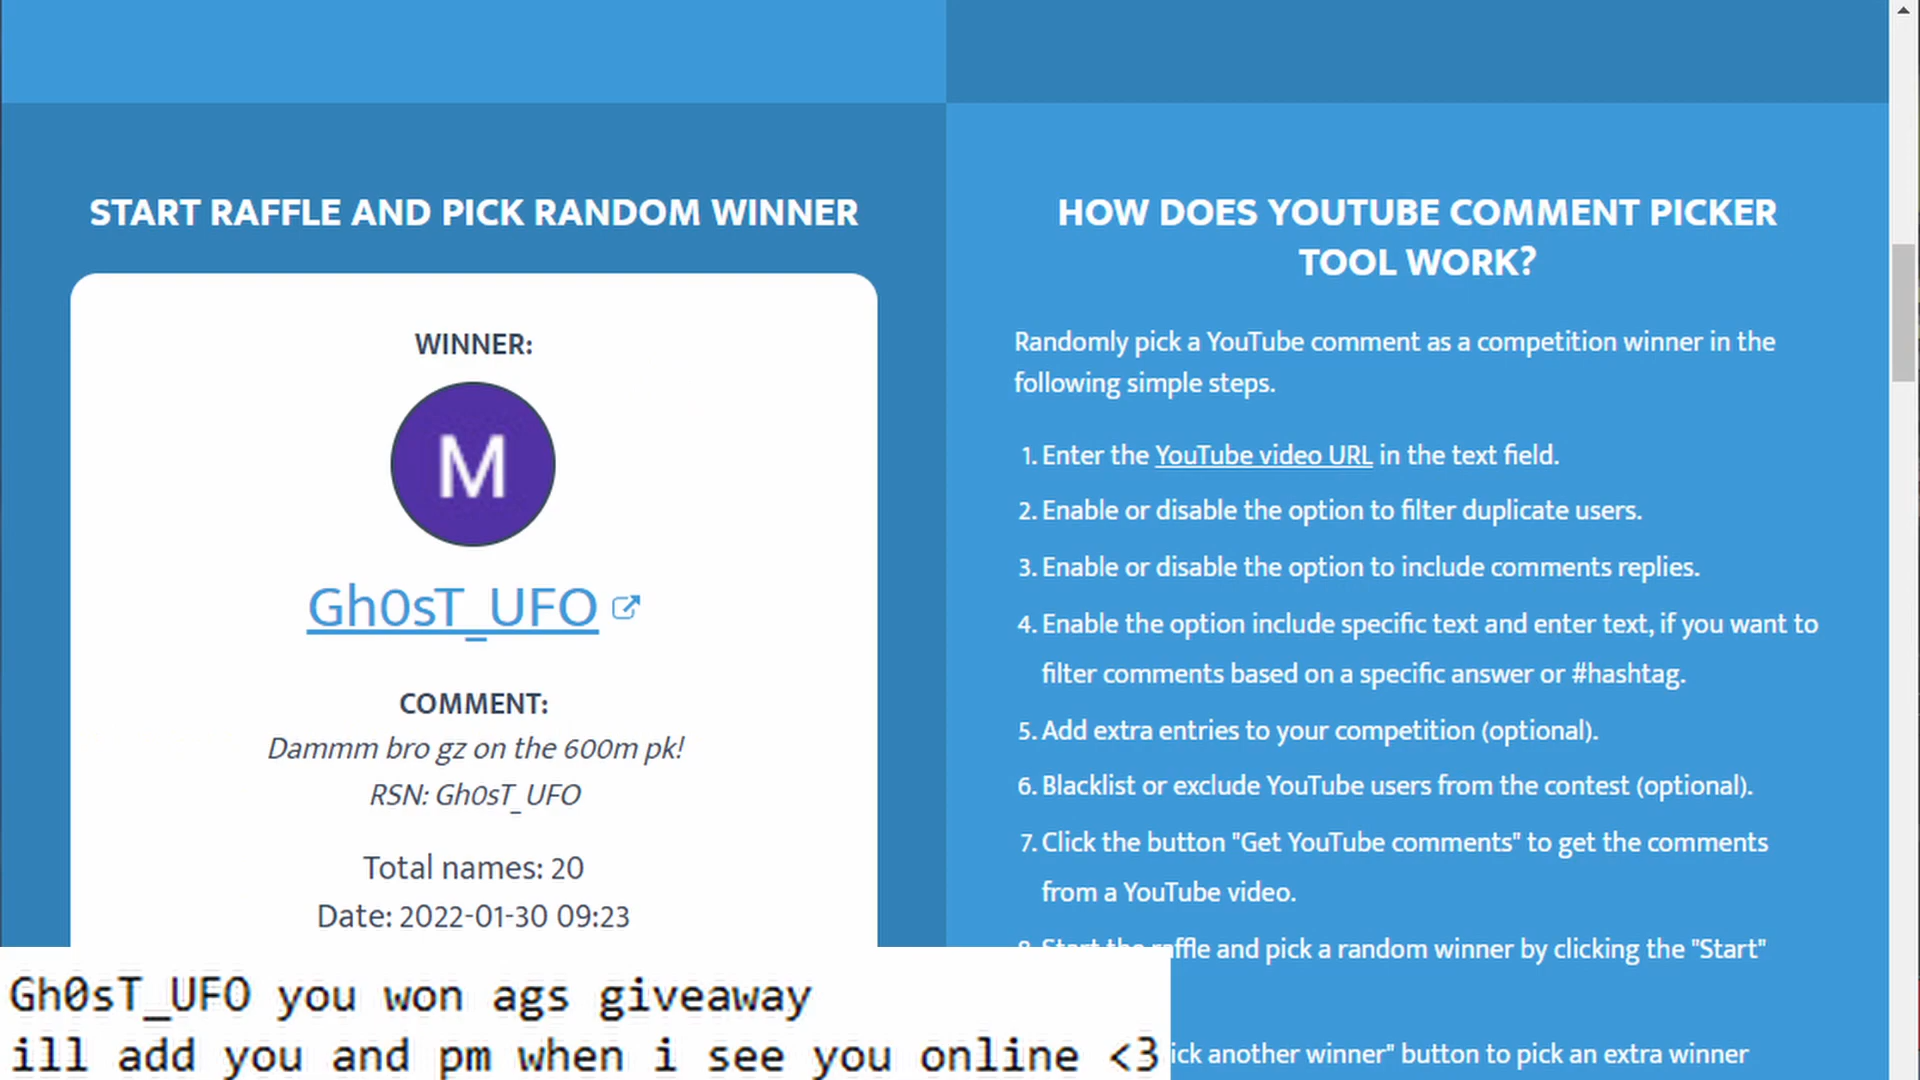 START RAFFLE AND PICK RANDOM WINNER
WINNER:
M
Gh0sT_UFO
COMMENT:
Dammm bro gz on the 600m pk!
RSN: Gh0sT_UFO
Total names: 20
Date: 2022-01-30 09:23
HOW DOES YOUTUBE COMMENT PICKER
TOOL WORK?
Randomly pick a YouTube comment as a competition winner in the
following simple steps.
1. Enter the YouTube video URL in the text field.
2. Enable or disable the option to filter duplicate users.
3. Enable or disable the option to include comments replies.
4. Enable the option include specific text and enter text, if you want to
filter comments based on a specific answer or #hashtag.
5. Add extra entries to your competition (optional).
6. Blacklist or exclude YouTube users from the contest (optional).
7. Click the button "Get YouTube comments" to get the comments
from a YouTube video.
8. Start the raffle and pick a random winner by clicking the "Start"
ick another winner" button to pick an extra winner
Gh0sT_UFO you won ags giveaway
ill add you and pm when i see you online <3